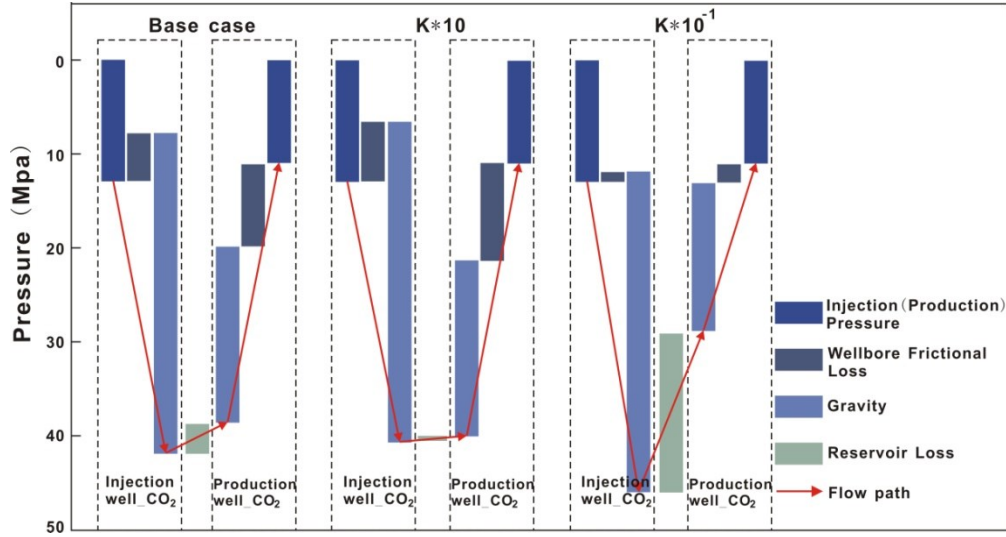 Base case
K*10
K*10⁻¹
Pressure (Mpa)
0
10
20
30
40
50
Injection
well_CO₂
Production
well_CO₂
Injection
well_CO₂
Production
well_CO₂
Injection
well_CO₂
Production
well_CO₂
Injection(Production)
Pressure
Wellbore Frictional
Loss
Gravity
Reservoir Loss
Flow path